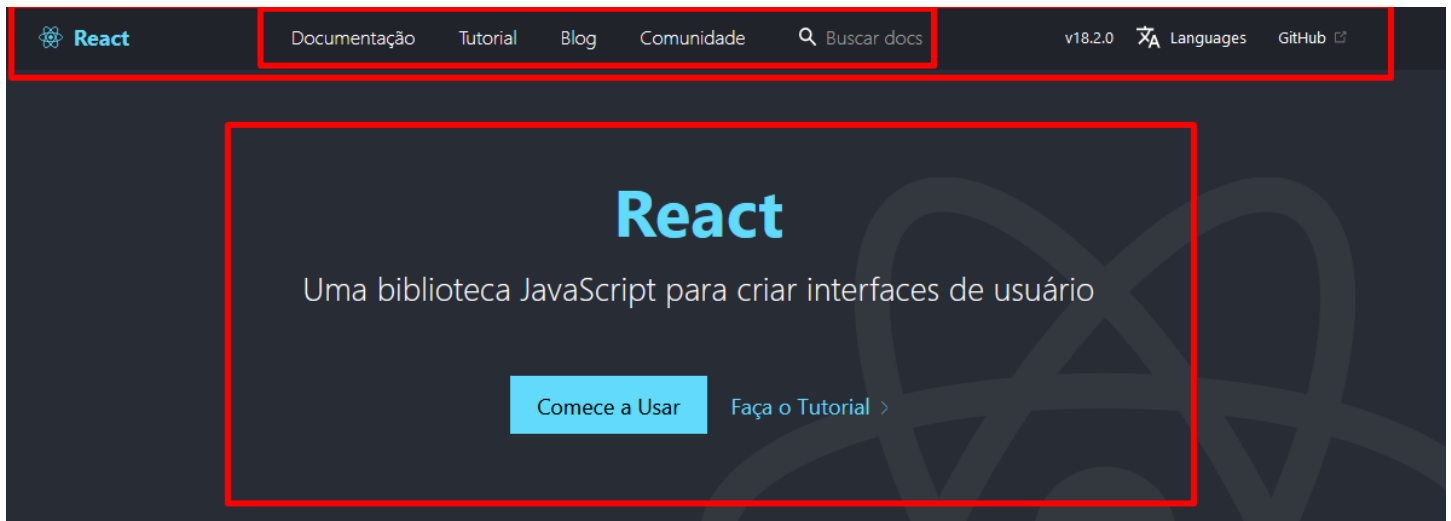 React Documentação Tutorial Blog Comunidade Buscar docs v18.2.0 Languages GitHub
React
Uma biblioteca JavaScript para criar interfaces de usuário
Comece a Usar Faça o Tutorial >